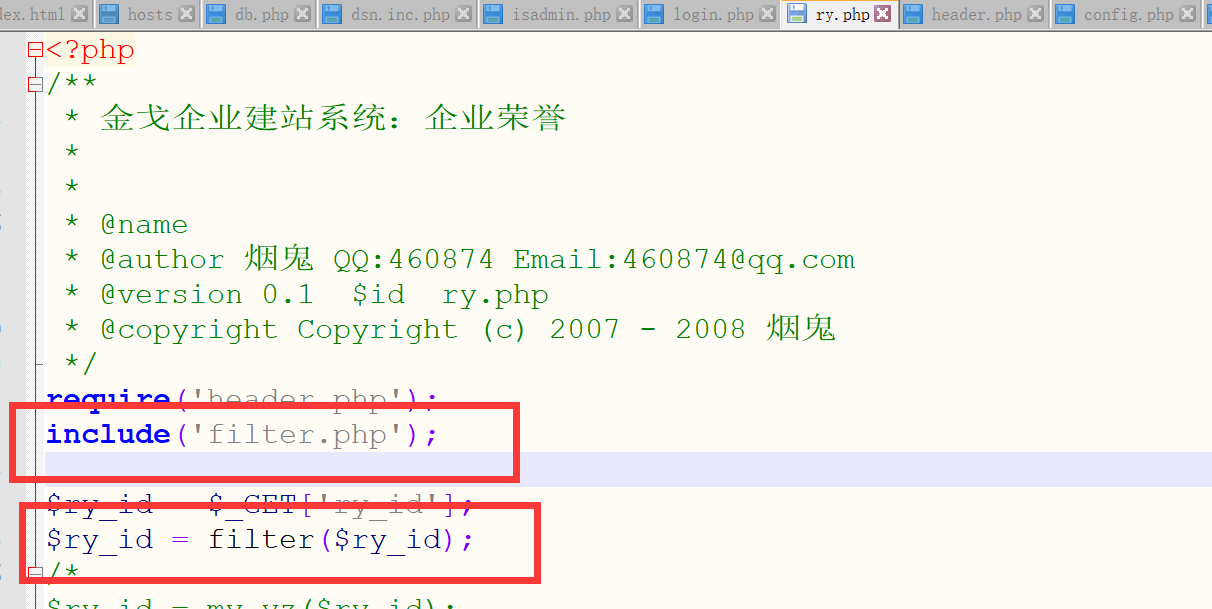 dex.html hosts db.php dsn.inc.php isadmin.php login.php ry.php header.php config.php
<?php
/**
* 金戈企业建站系统：企业荣誉
*
*
* @name
* @author 烟鬼 QQ:460874 Email:460874@qq.com
* @version 0.1 $id ry.php
* @copyright Copyright (c) 2007 - 2008 烟鬼
*/
require('header.php');
include('filter.php');
$ry_id = $_GET['ry_id'];
$ry_id = filter($ry_id);
/*
$ry_id = my_yz($ry_id);